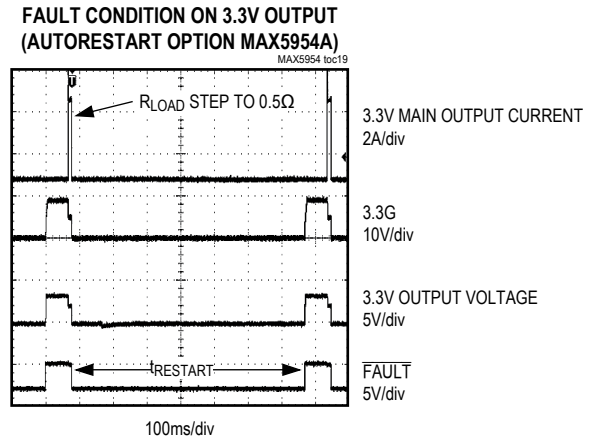 FAULT CONDITION ON 3.3V OUTPUT
(AUTORESTART OPTION MAX5954A)
MAX5954 toc19
RLOAD STEP TO 0.5Ω
3.3V MAIN OUTPUT CURRENT
2A/div
3.3G
10V/div
3.3V OUTPUT VOLTAGE
5V/div
tRESTART
FAULT
5V/div
100ms/div